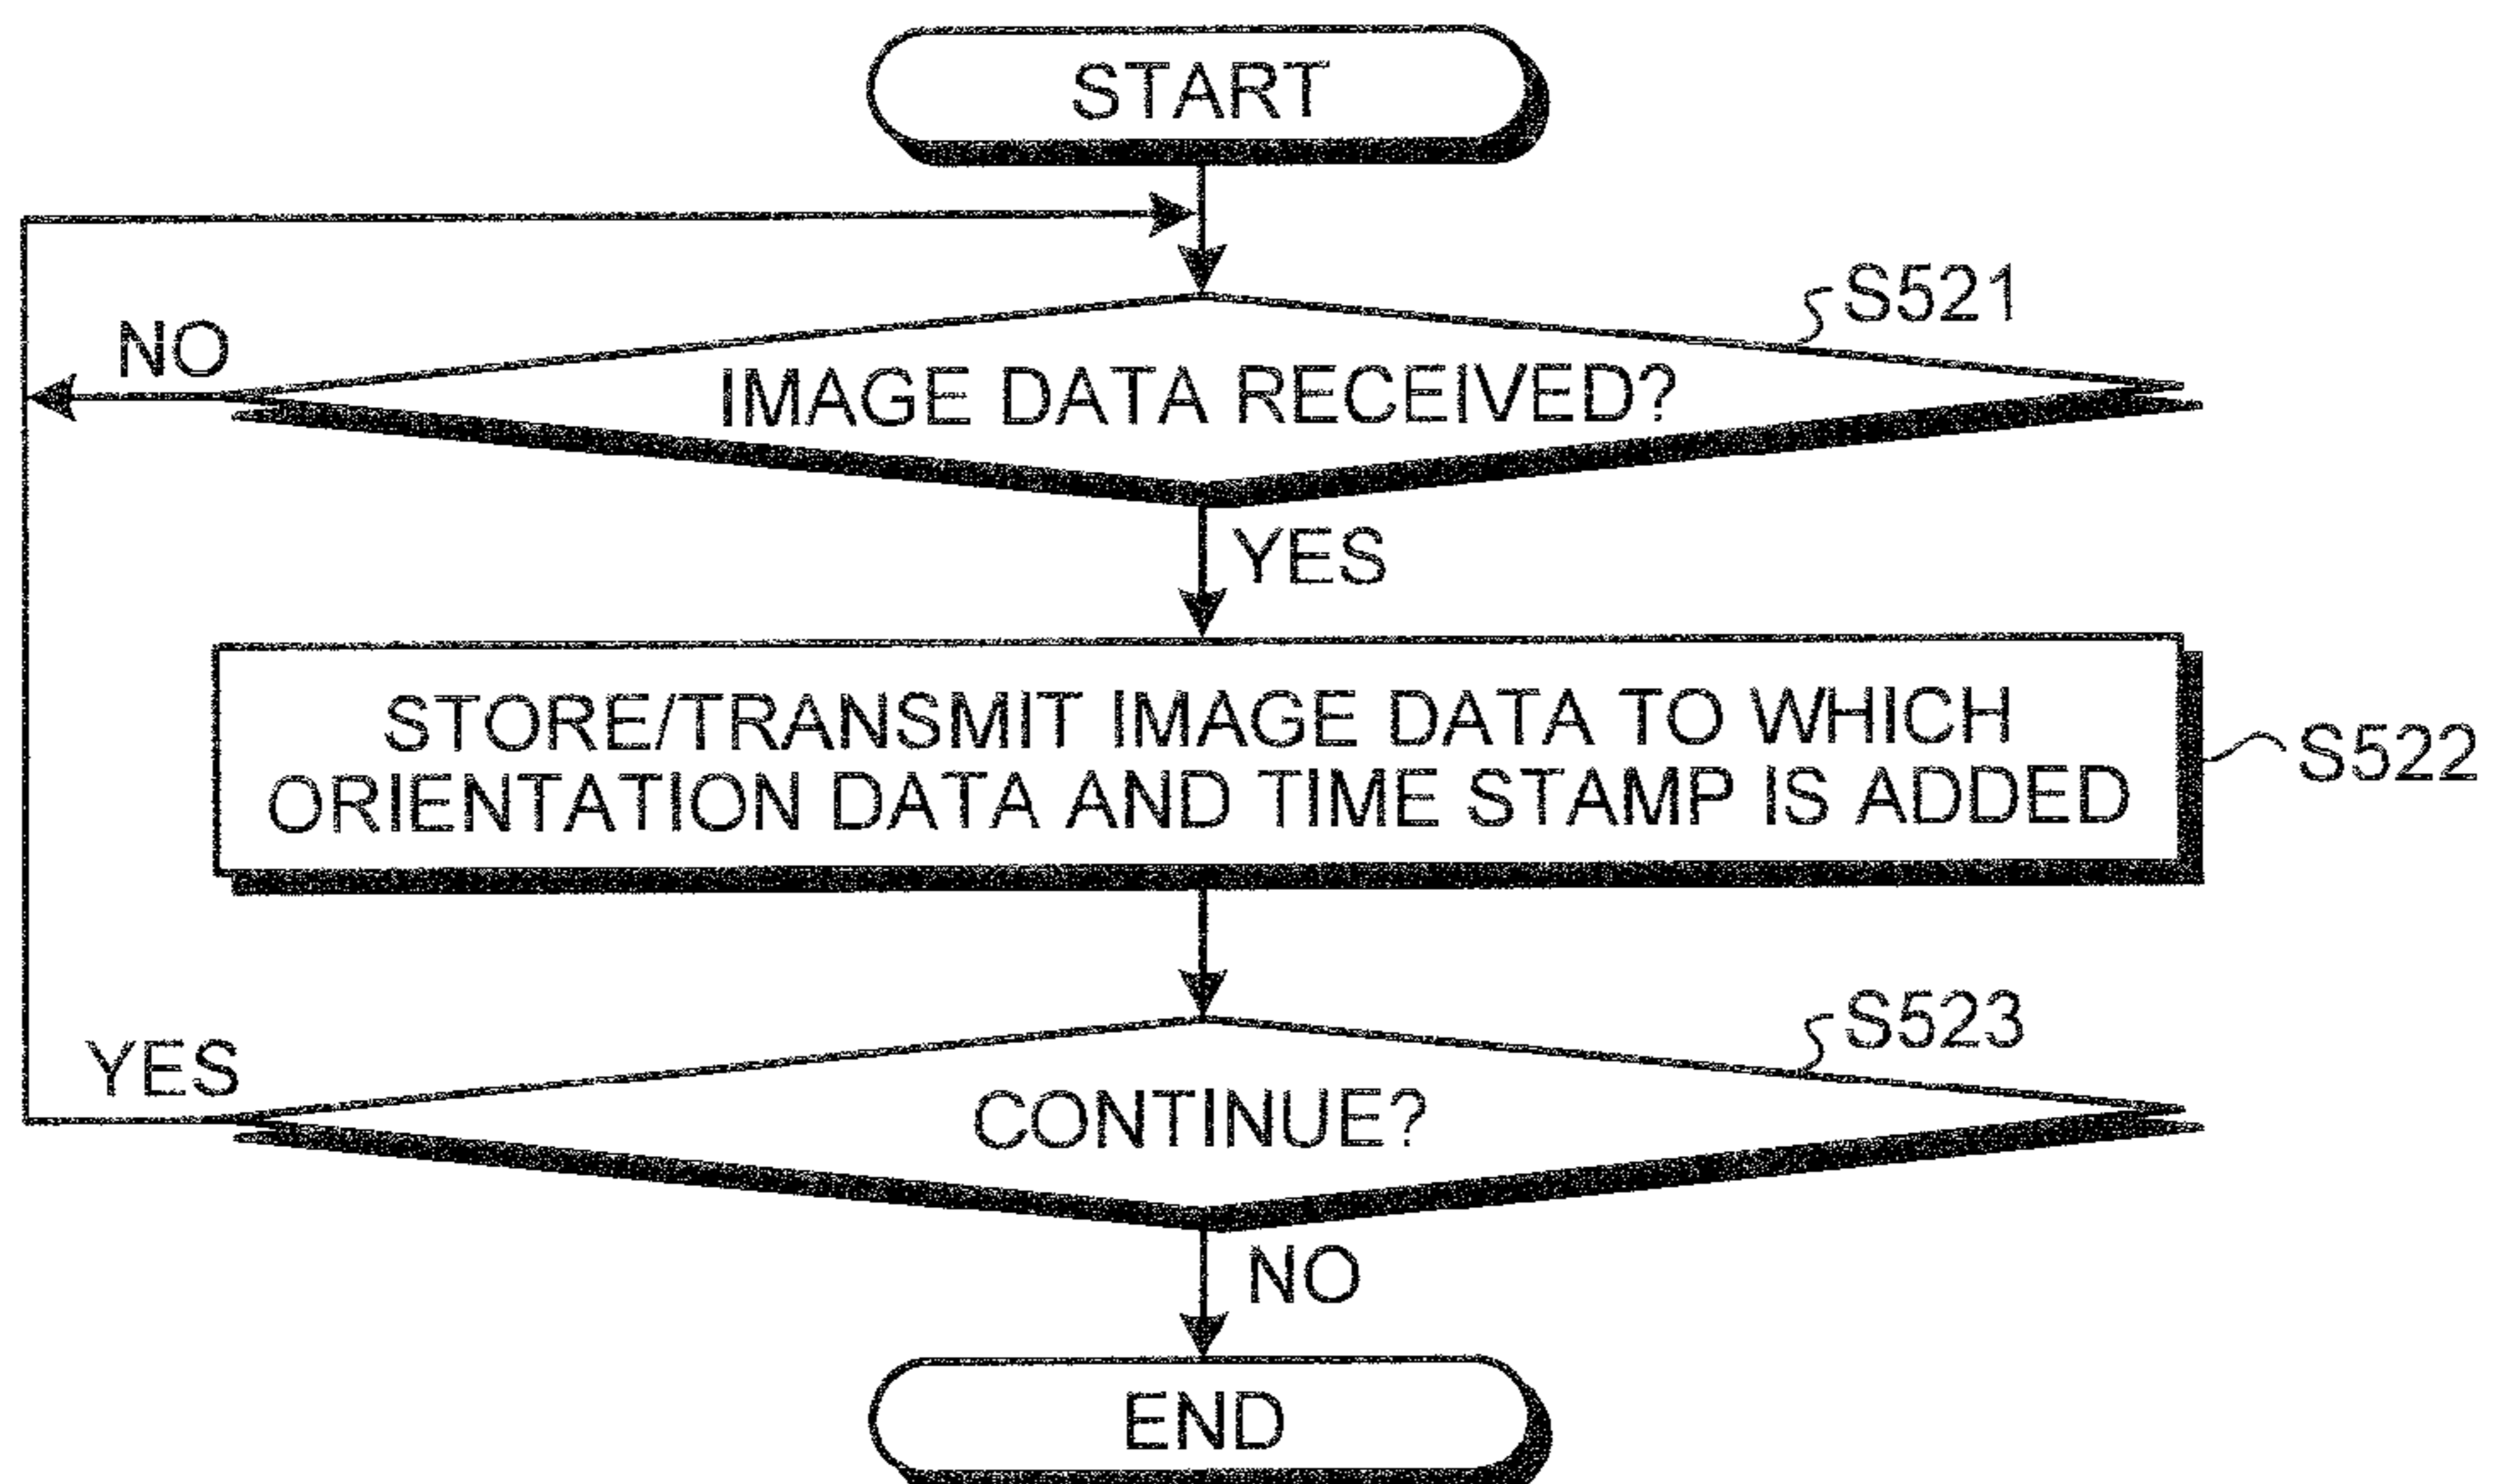 START
S521
NO
IMAGE DATA RECEIVED?
YES
STORE/TRANSMIT IMAGE DATA TO WHICH
ORIENTATION DATA AND TIME STAMP IS ADDED
S522
S523
YES
CONTINUE?
NO
END